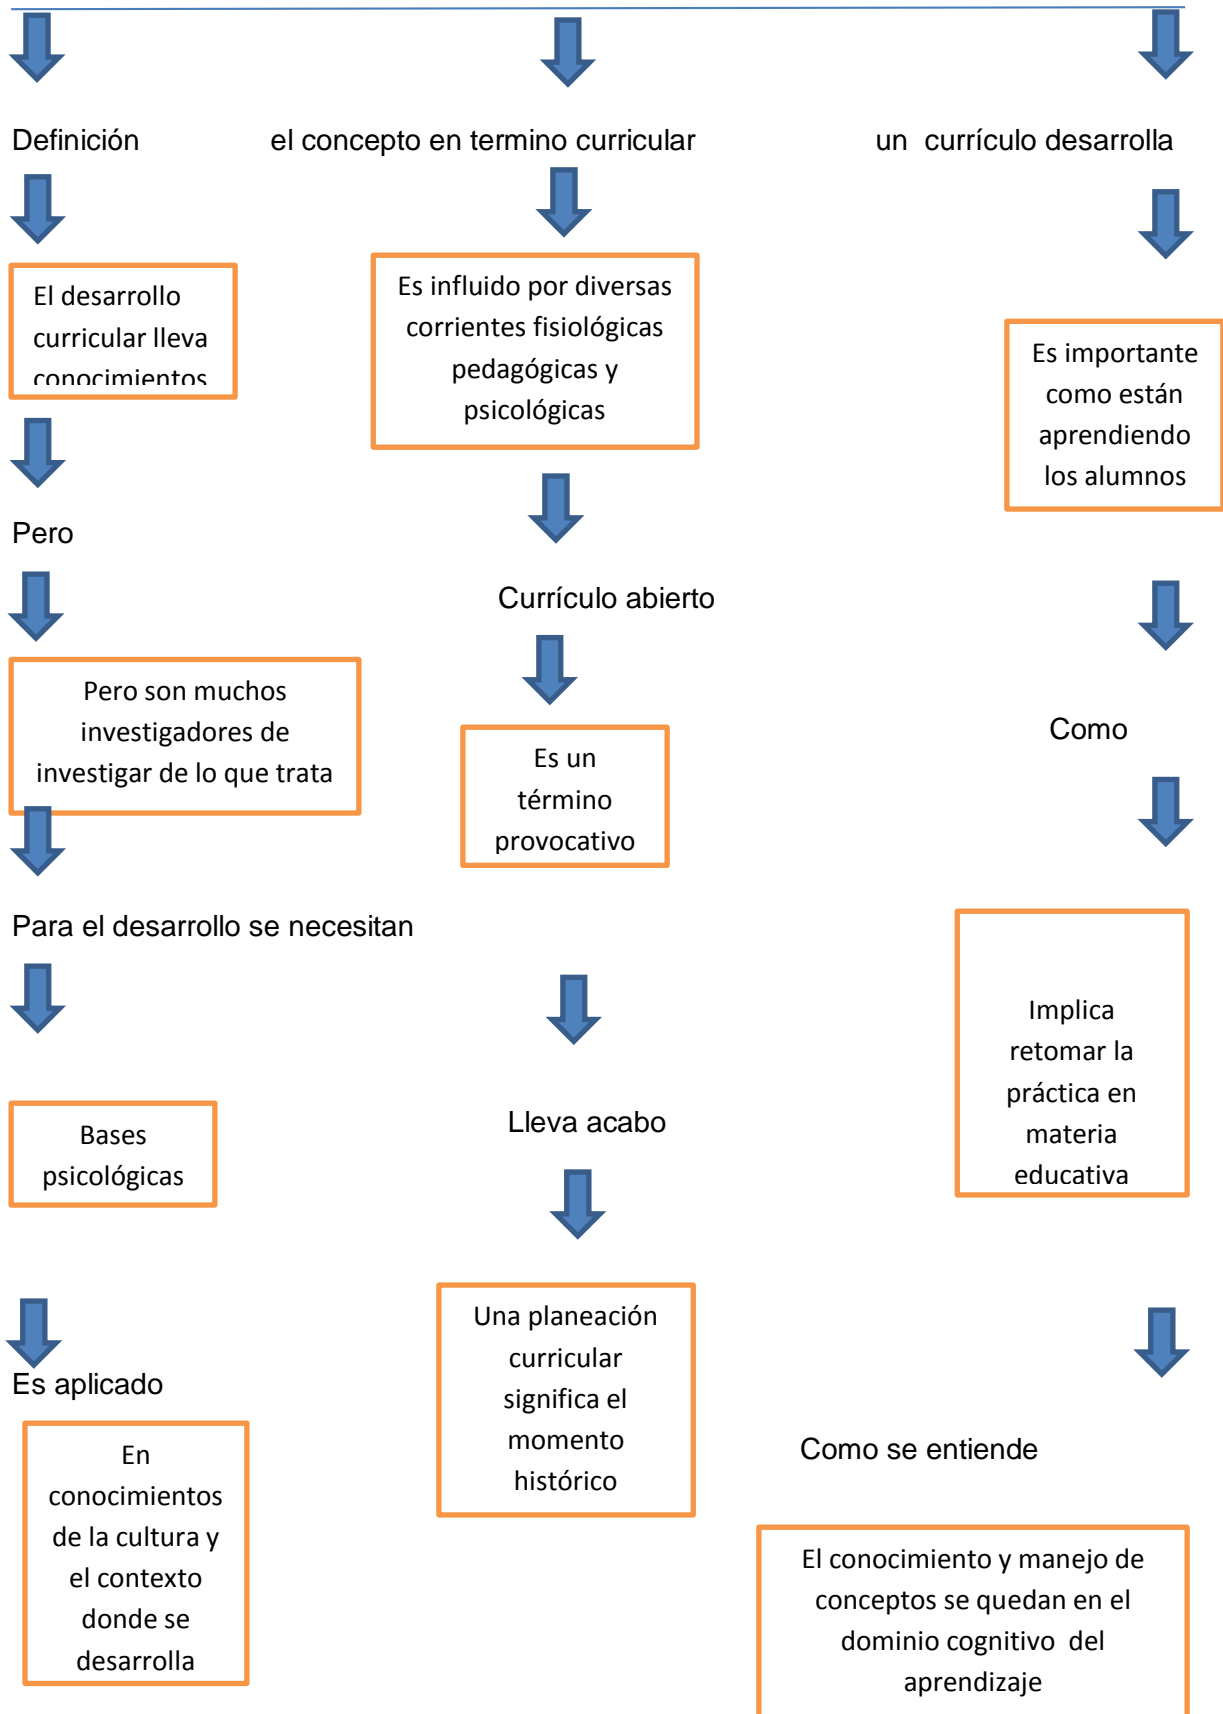 Definición
el concepto en termino curricular
un currículo desarrolla
El desarrollo
curricular lleva
conocimientos
Es influido por diversas
corrientes fisiológicas
pedagógicas y
psicológicas
Es importante
como están
aprendiendo
los alumnos
Pero
Currículo abierto
Pero son muchos
investigadores de
investigar de lo que trata
Es un
término
provocativo
Como
Para el desarrollo se necesitan
Implica
retomar la
práctica en
materia
educativa
Bases
psicológicas
Lleva acabo
Una planeación
curricular
significa el
momento
histórico
Es aplicado
En
conocimientos
de la cultura y
el contexto
donde se
desarrolla
Como se entiende
El conocimiento y manejo de
conceptos se quedan en el
dominio cognitivo del
aprendizaje